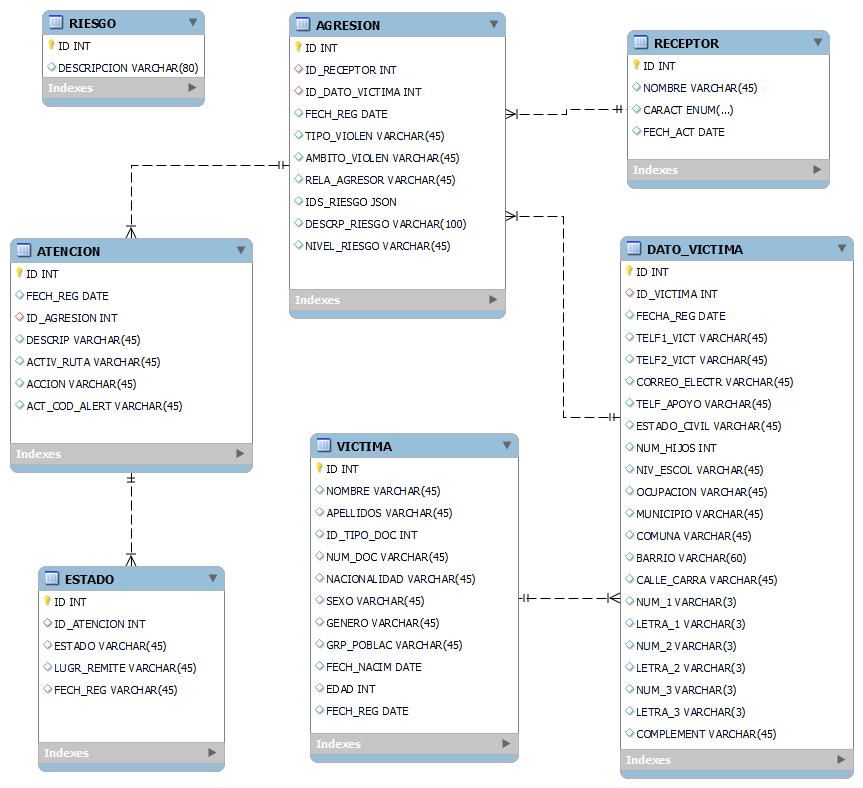 RIESGO
ID INT
DESCRIPCION VARCHAR(80)
Indexes
AGRESION
ID INT
ID_RECEPTOR INT
ID_DATO_VICTIMA INT
FECH_REG DATE
TIPO_VIOLEN VARCHAR(45)
AMBITO_VIOLEN VARCHAR(45)
RELA_AGRESOR VARCHAR(45)
IDS_RIESGO JSON
DESCRP_RIESGO VARCHAR(100)
NIVEL_RIESGO VARCHAR(45)
Indexes
RECEPTOR
ID INT
NOMBRE VARCHAR(45)
CARACT ENUM(...)
FECH_ACT DATE
Indexes
ATENCION
ID INT
FECH_REG DATE
ID_AGRESION INT
DESCRIP VARCHAR(45)
ACTIV_RUTA VARCHAR(45)
ACCION VARCHAR(45)
ACT_COD_ALERT VARCHAR(45)
Indexes
DATO_VICTIMA
ID INT
ID_VICTIMA INT
FECHA_REG DATE
TELF1_VICT VARCHAR(45)
TELF2_VICT VARCHAR(45)
CORREO_ELECTR VARCHAR(45)
TELF_APOYO VARCHAR(45)
ESTADO_CIVIL VARCHAR(45)
NUM_HIJOS INT
NIV_ESCOL VARCHAR(45)
OCUPACION VARCHAR(45)
MUNICIPIO VARCHAR(45)
COMUNA VARCHAR(45)
BARRIO VARCHAR(60)
CALLE_CARRA VARCHAR(45)
NUM_1 VARCHAR(3)
LETRA_1 VARCHAR(3)
NUM_2 VARCHAR(3)
LETRA_2 VARCHAR(3)
NUM_3 VARCHAR(3)
LETRA_3 VARCHAR(3)
COMPLEMENT VARCHAR(45)
Indexes
VICTIMA
ID INT
NOMBRE VARCHAR(45)
APELLIDOS VARCHAR(45)
ID_TIPO_DOC INT
NUM_DOC VARCHAR(45)
NACIONALIDAD VARCHAR(45)
SEXO VARCHAR(45)
GENERO VARCHAR(45)
GRP_POBLAC VARCHAR(45)
FECH_NACIM DATE
EDAD INT
FECH_REG DATE
Indexes
ESTADO
ID INT
ID_ATENCION INT
ESTADO VARCHAR(45)
LUGR_REMITE VARCHAR(45)
FECH_REG VARCHAR(45)
Indexes